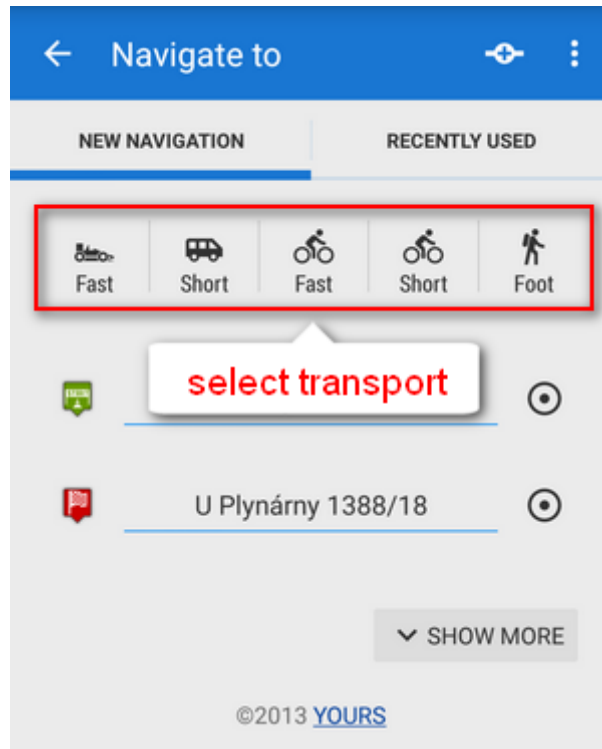 Navigate to
NEW NAVIGATION RECENTLY USED
Fast Short Fast Short Foot
select transport
U Plynárny 1388/18
SHOW MORE
©2013 YOURS